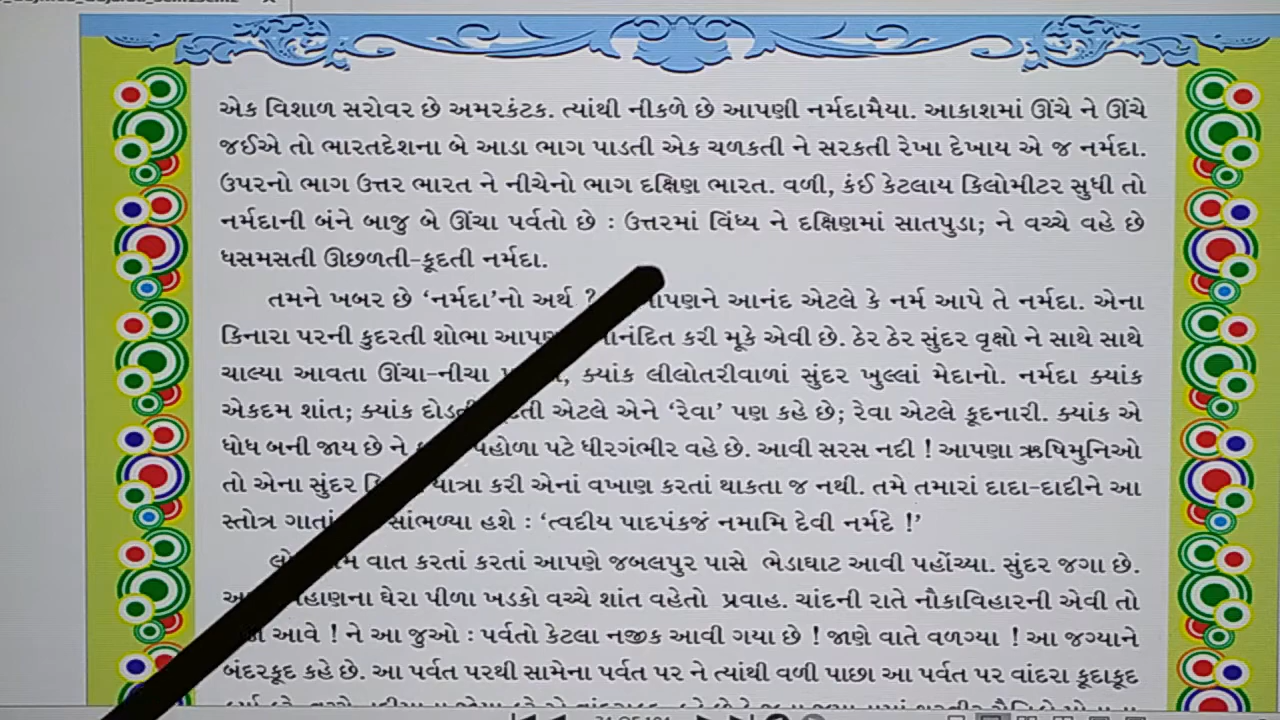 એક વિશાળ સરોવર છે અમરકંટક. ત્યાંથી નીકળે છે આપણી નર્મદામૈયા. આકાશમાં ઊંચે ને ઊંચે
જઈએ તો ભારતદેશના બે આડા ભાગ પાડતી એક ચળકતી ને સરકતી રેખા દેખાય એ જ નર્મદા.
ઉપરનો ભાગ ઉત્તર ભારત ને નીચેનો ભાગ દક્ષિણ ભારત. વળી, કંઈ કેટલાય કિલોમીટર સુધી તો
નર્મદાની બંને બાજુ બે ઊંચા પર્વતો છે : ઉત્તરમાં વિંધ્ય ને દક્ષિણમાં સાતપુડા; ને વચ્ચે વહે છે
ધસમસતી ઊછળતી-કૂદતી નર્મદા.
તમને ખબર છે ‘નર્મદા’નો અર્થ ? આપણને આનંદ એટલે કે નર્મ આપે તે નર્મદા. એના
કિનારા પરની કુદરતી શોભા આનંદિત કરી મૂકે એવી છે. ઠેર ઠેર સુંદર વૃક્ષો ને સાથે સાથે
ચાલ્યા આવતા ઊંચા-નીચા ક્યાંક લીલોતરીવાળાં સુંદર ખુલ્લાં મેદાનો. નર્મદા ક્યાંક
એકદમ શાંત; ક્યાંક એટલે એને ‘રેવા’ પણ કહે છે; રેવા એટલે કૂદનારી. ક્યાંક એ
ધોધ બની જાય છે ને પહોળા પટે ધીરગંભીર વહે છે. આવી સરસ નદી ! આપણા ઋષિમુનિઓ
તો એના સુંદર યાત્રા કરી એનાં વખાણ કરતાં થાકતા જ નથી. તમે તમારાં દાદા-દાદીને આ
સ્તોત્ર ગાતાં સાંભળ્યા હશે : ‘ત્વદીય પાદપંકજં નમામિ દેવી નર્મદે !’
વાત કરતાં કરતાં આપણે જબલપુર પાસે ભેડાઘાટ આવી પહોંચ્યા. સુંદર જગા છે.
ઘેરા પીળા ખડકો વચ્ચે શાંત વહેતો પ્રવાહ. ચાંદની રાતે નૌકાવિહારની એવી તો
આવે ! ને આ જુઓ : પર્વતો કેટલા નજીક આવી ગયા છે ! જાણે વાતે વળગ્યા ! આ જગ્યાને
બંદરકૂદ કહે છે. આ પર્વત પરથી સામેના પર્વત પર ને ત્યાંથી વળી પાછા આ પર્વત પર વાંદરા કૂદાકૂદ